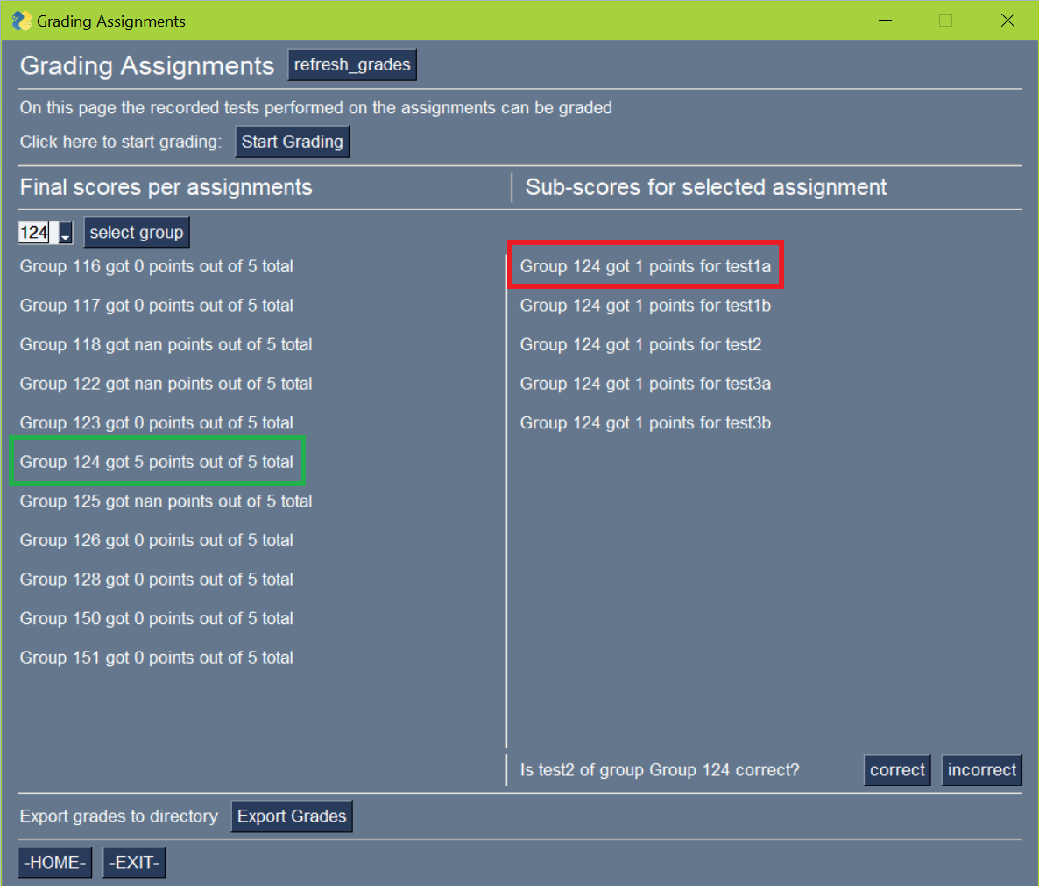 Grading Assignments
Grading Assignments refresh_grades
On this page the recorded tests performed on the assignments can be graded
Click here to start grading: Start Grading
Final scores per assignments
124 select group
Group 116 got 0 points out of 5 total
Group 117 got 0 points out of 5 total
Group 118 got nan points out of 5 total
Group 122 got nan points out of 5 total
Group 123 got 0 points out of 5 total
Group 124 got 5 points out of 5 total
Group 125 got nan points out of 5 total
Group 126 got 0 points out of 5 total
Group 128 got 0 points out of 5 total
Group 150 got 0 points out of 5 total
Group 151 got 0 points out of 5 total
Sub-scores for selected assignment
Group 124 got 1 points for test1a
Group 124 got 1 points for test1b
Group 124 got 1 points for test2
Group 124 got 1 points for test3a
Group 124 got 1 points for test3b
Is test2 of group Group 124 correct? correct incorrect
Export grades to directory Export Grades
-HOME- -EXIT-